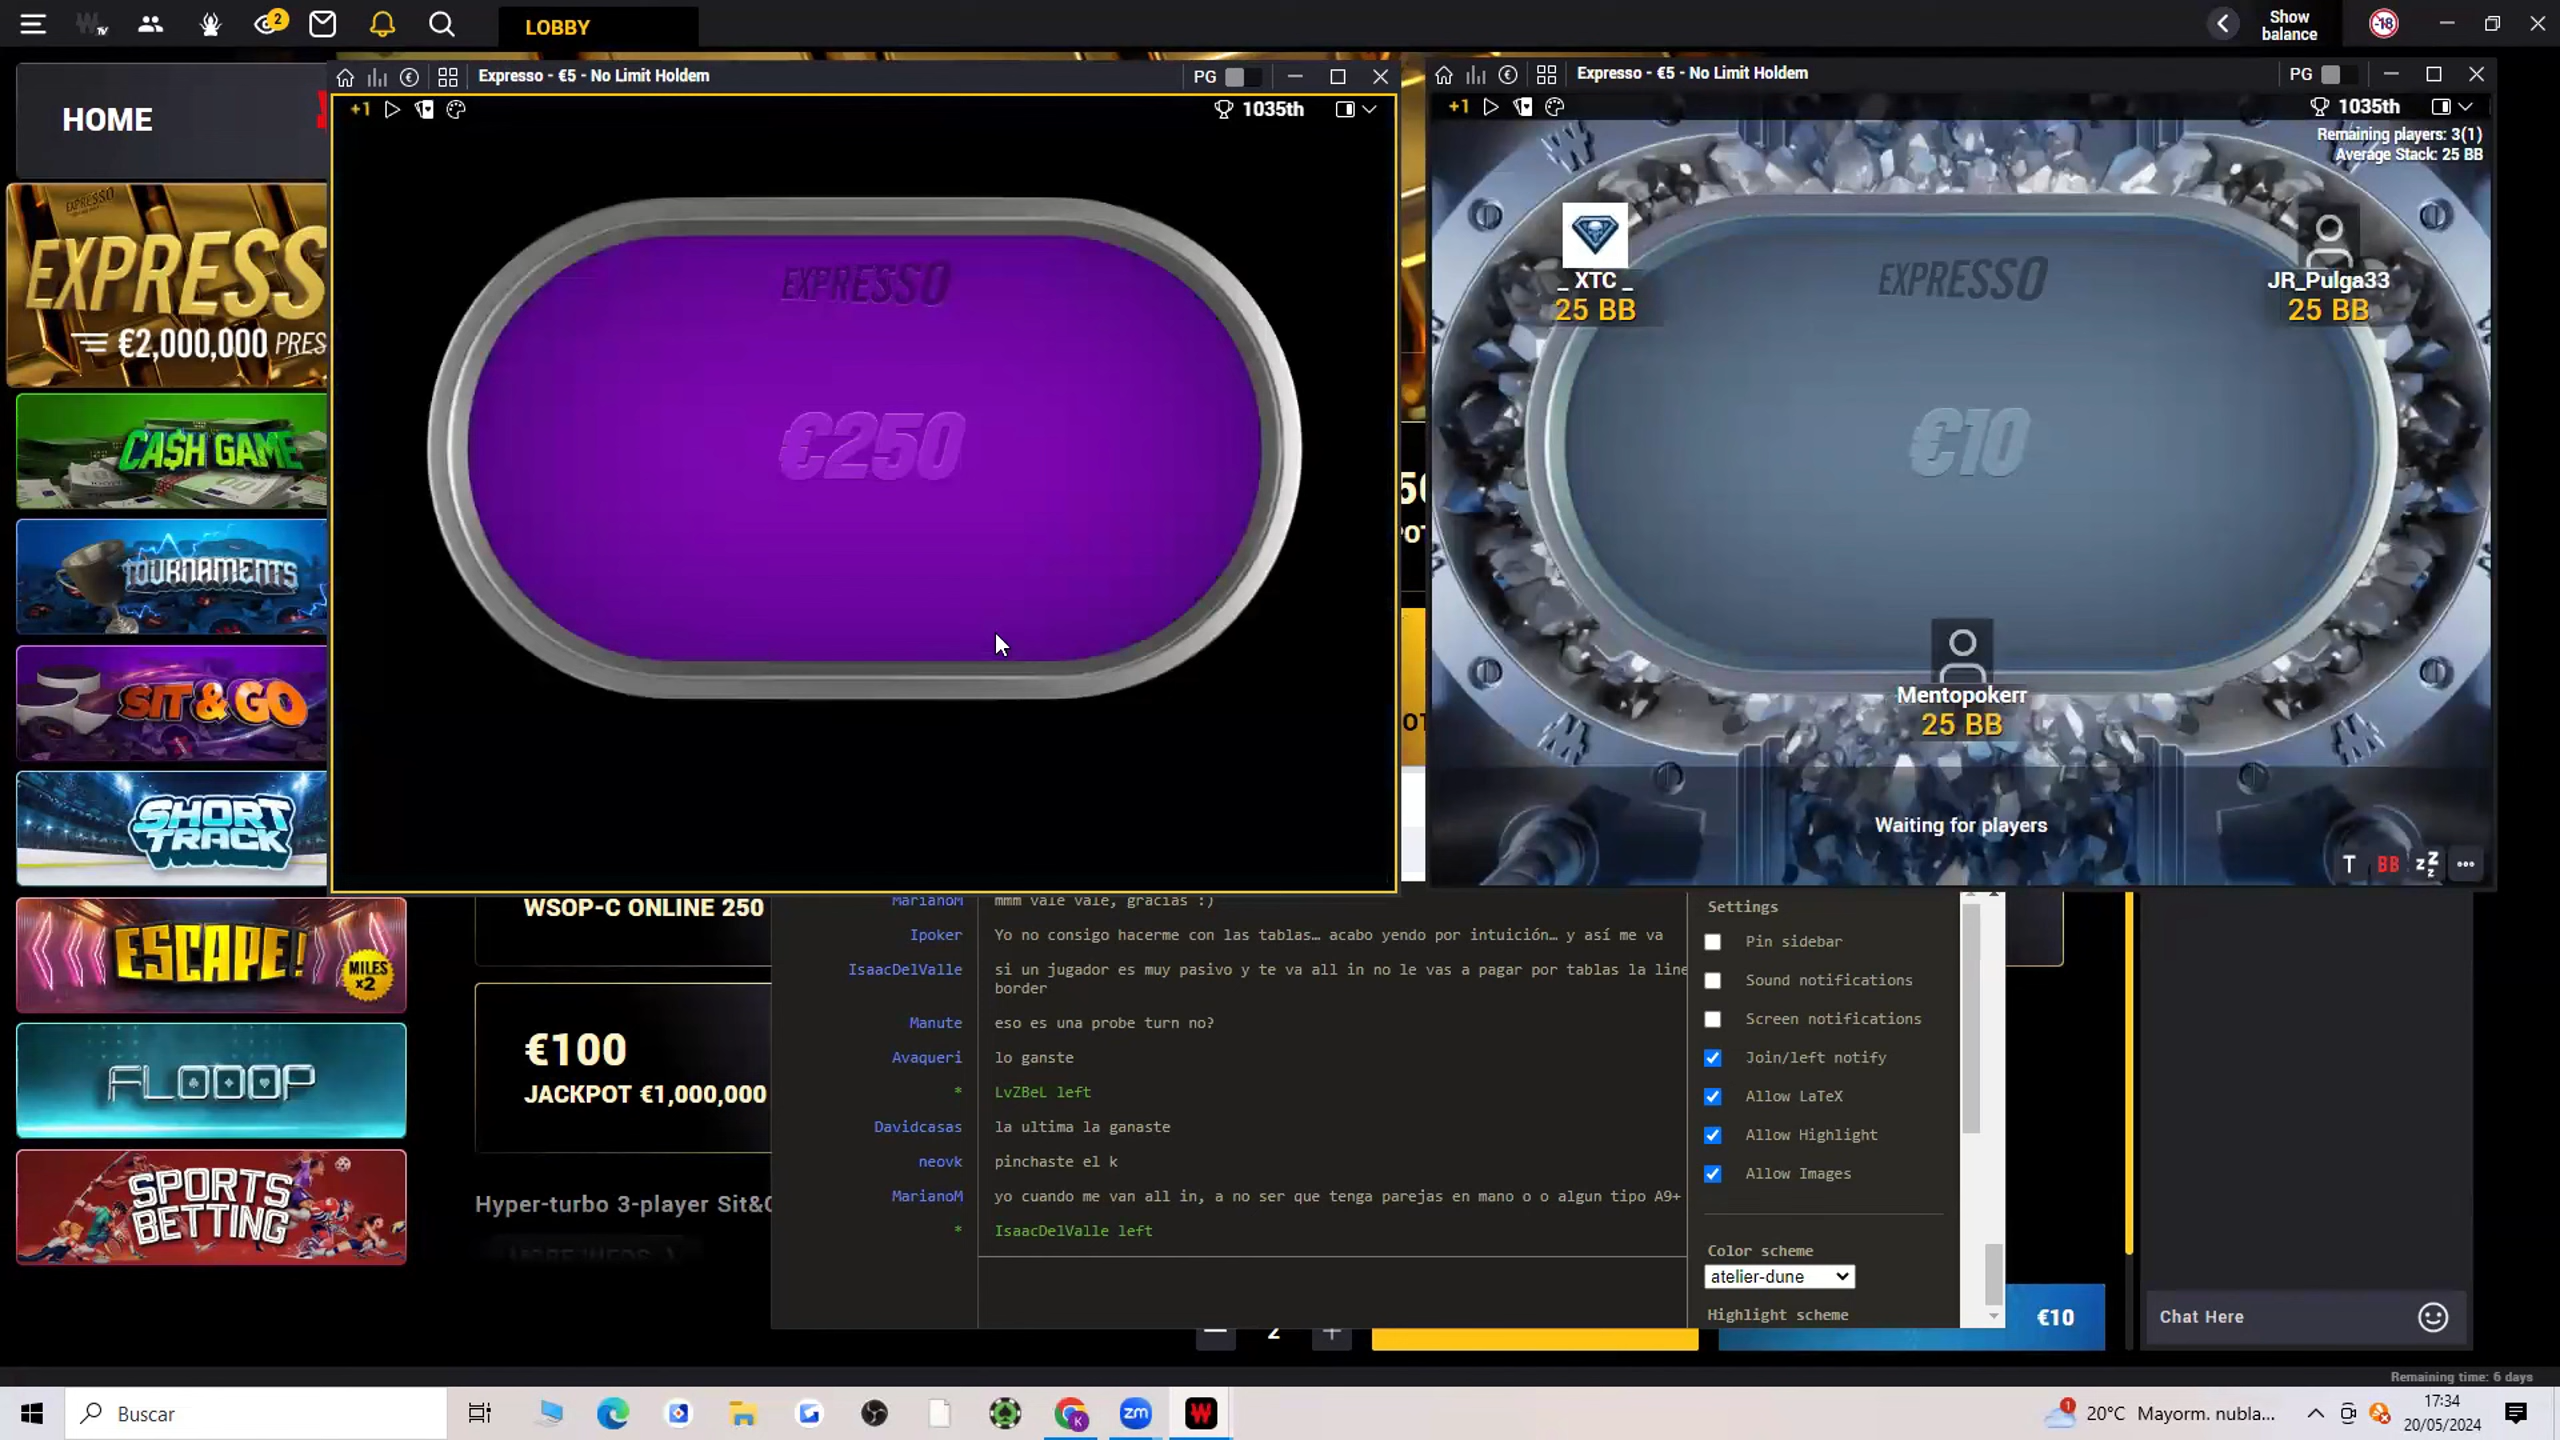 2
LOBBY
Show
balance
-18
HOME
EXPRESSO
EXPRESS
€2,000,000 PRES
CA$H GAME
TOURNAMENTS
SIT & GO
SHORT
TRACK
ESCAPE!
MILES
x2
FLOOOP
SPORTS
BETTING
Expresso - €5 - No Limit Holdem
PG
+1
1035th
EXPRESSO
€250
Expresso - €5 - No Limit Holdem
PG
+1
1035th
Remaining players: 3(1)
Average Stack: 25 BB
_ XTC _
25 BB
JR_Pulga33
25 BB
EXPRESSO
€10
Mentopokerr
25 BB
Waiting for players
T BB zzZ
WSOP-C ONLINE 250
€100
JACKPOT €1,000,000
Hyper-turbo 3-player Sit&G
MarianoM mmm vale vale, gracias :)
Ipoker Yo no consigo hacerme con las tablas… acabo yendo por intuición… y así me va
IsaacDelValle si un jugador es muy pasivo y te va all in no le vas a pagar por tablas la line
border
Manute eso es una probe turn no?
Avaqueri lo ganste
* LvZBeL left
Davidcasas la ultima la ganaste
neovk pinchaste el k
MarianoM yo cuando me van all in, a no ser que tenga parejas en mano o o algun tipo A9+
* IsaacDelValle left
Settings
Pin sidebar
Sound notifications
Screen notifications
Join/left notify
Allow LaTeX
Allow Highlight
Allow Images
Color scheme
atelier-dune
Highlight scheme
2
€10
Chat Here
Remaining time: 6 days
Buscar
zm
W
K
1
20°C Mayorm. nubla...
17:34
20/05/2024